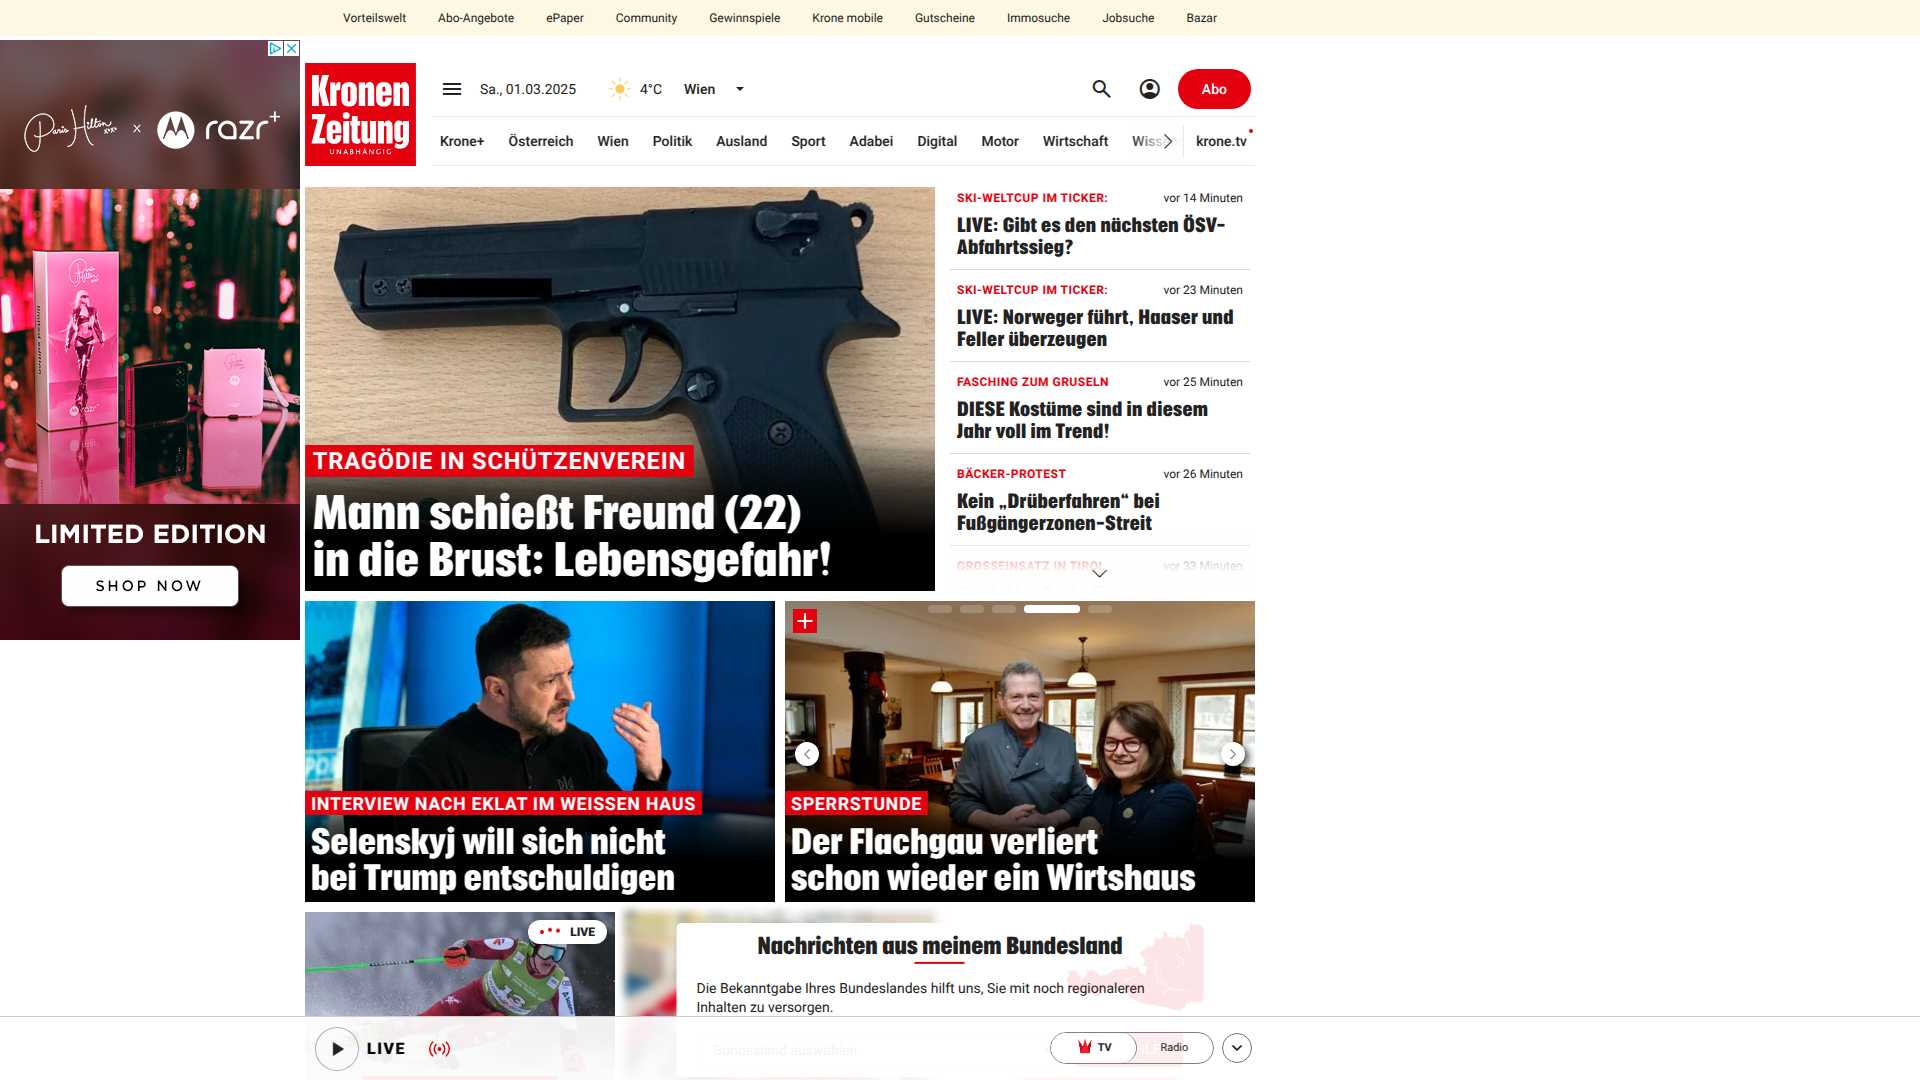 Vorteilswelt
Abo-Angebote
ePaper
Community
Gewinnspiele
Krone mobile
Gutscheine
Immosuche
Jobsuche
Bazar
Paris Hilton x razr+
LIMITED EDITION
SHOP NOW
Kronen
Zeitung
UNABHÄNGIG
Sa., 01.03.2025
4°C
Wien
Abo
Krone+
Österreich
Wien
Politik
Ausland
Sport
Adabei
Digital
Motor
Wirtschaft
krone.tv
TRAGÖDIE IN SCHÜTZENVEREIN
Mann schießt Freund (22)
in die Brust: Lebensgefahr!
SKI-WELTCUP IM TICKER: vor 14 Minuten
LIVE: Gibt es den nächsten ÖSV-
Abfahrtssieg?
SKI-WELTCUP IM TICKER: vor 23 Minuten
LIVE: Norweger führt, Haaser und
Feller überzeugen
FASCHING ZUM GRUSELN vor 25 Minuten
DIESE Kostüme sind in diesem
Jahr voll im Trend!
BÄCKER-PROTEST vor 26 Minuten
Kein „Drüberfahren“ bei
Fußgängerzonen-Streit
GROSSEINSATZ IN TIROL vor 33 Minuten
INTERVIEW NACH EKLAT IM WEISSEN HAUS
Selenskyj will sich nicht
bei Trump entschuldigen
SPERRSTUNDE
Der Flachgau verliert
schon wieder ein Wirtshaus
LIVE
Nachrichten aus meinem Bundesland
Die Bekanntgabe Ihres Bundeslandes hilft uns, Sie mit noch regionaleren
Inhalten zu versorgen.
Bundesland auswählen
LIVE
TV
Radio